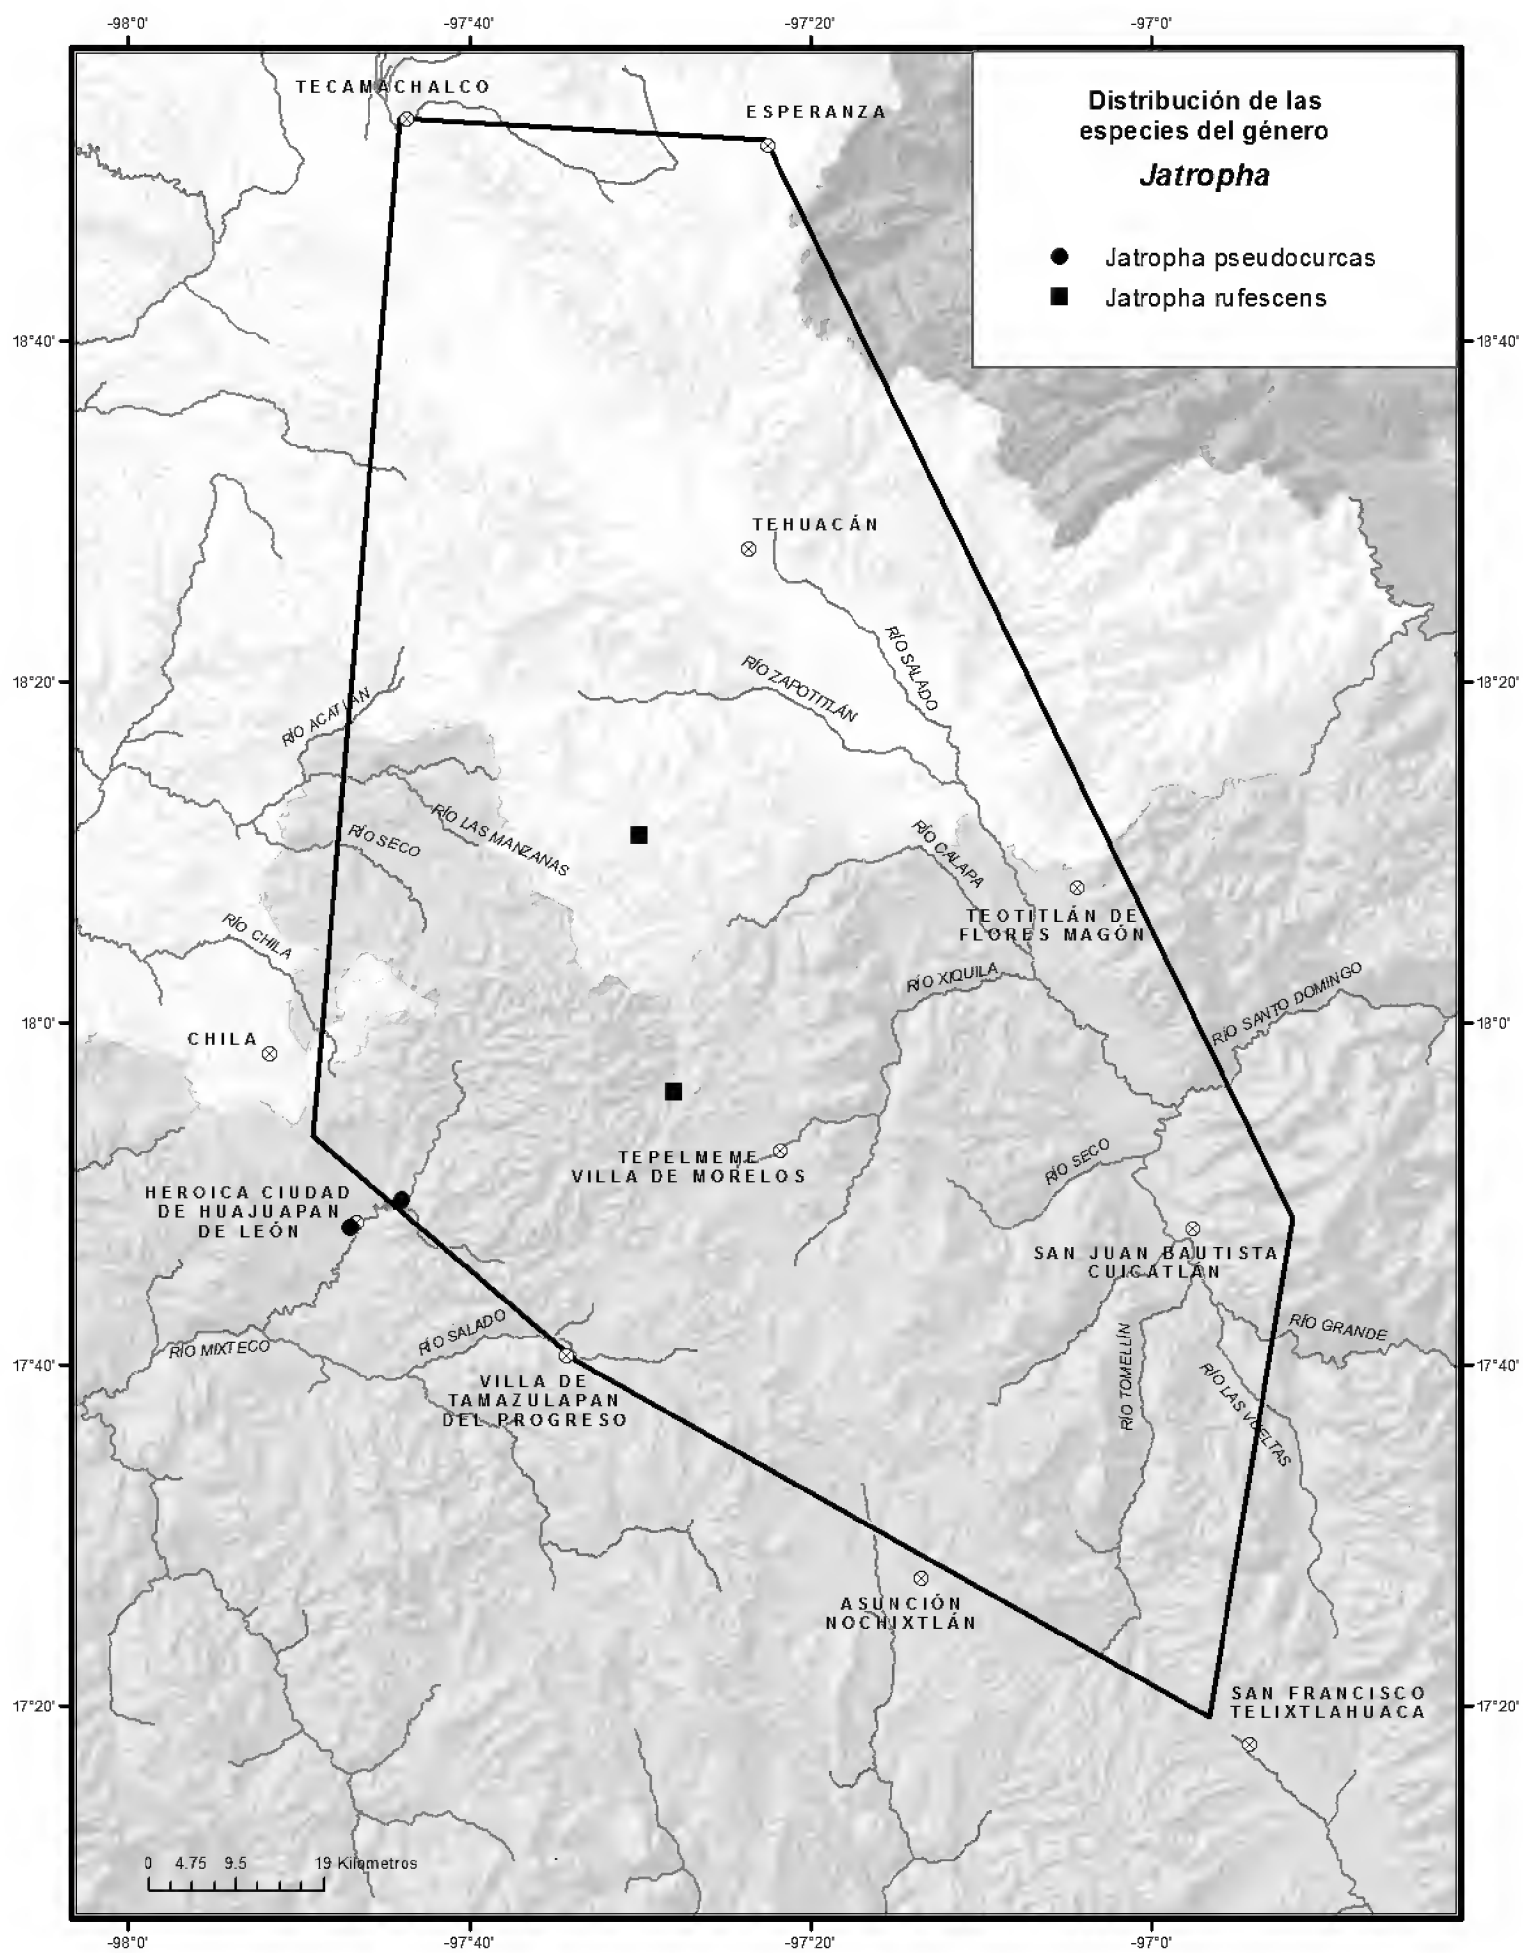 -98°0'
-97°40'
-97°20'
-97°0'
TECAMACHALCO
ESPERANZA
Distribución de las
especies del género
Jatropha
Jatropha pseudocurcas
Jatropha rufescens
18°40'
18°40'
TEHUACÁN
RÍO SALADO
18°20'
RÍO ZAPOTITLÁN
18°20'
RÍO ACATLÁN
RÍO LAS MANZANAS
RÍO SECO
RÍO CALAPA
TEOTITLÁN DE
FLORES MAGÓN
RÍO CHILA
RÍO XIQUILA
RÍO SANTO DOMINGO
18°0'
18°0'
CHILA
TEPELMEME
VILLA DE MORELOS
RÍO SECO
HEROICA CIUDAD
DE HUAJUAPAN
DE LEÓN
SAN JUAN BAUTISTA
CUICATLÁN
RÍO SALADO
RÍO GRANDE
RÍO MIXTECO
17°40'
17°40'
VILLA DE
TAMAZULAPAN
DEL PROGRESO
RÍO TOMELLÍN
RÍO LAS VUELTAS
ASUNCIÓN
NOCHIXTLÁN
17°20'
17°20'
SAN FRANCISCO
TELIXTLAHUACA
0 4.75 9.5 19 Kilometros
-98°0'
-97°40'
-97°20'
-97°0'